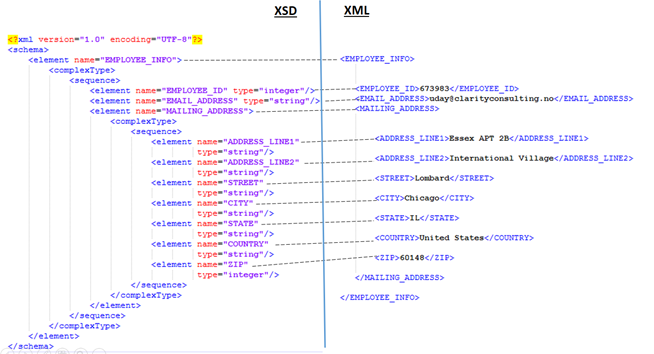 XSD
<?xml version="1.0" encoding="UTF-8"?>
<schema>
<element name="EMPLOYEE_INFO">
<complexType>
<sequence>
<element name="EMPLOYEE_ID" type="integer"/>
<element name="EMAIL_ADDRESS" type="string"/>
<element name="MAILING_ADDRESS">
<complexType>
<sequence>
<element name="ADDRESS_LINE1"
type="string"/>
<element name="ADDRESS_LINE2"
type="string"/>
<element name="STREET"
type="string"/>
<element name="CITY"
type="string"/>
<element name="STATE"
type="string"/>
<element name="COUNTRY"
type="string"/>
<element name="ZIP"
type="integer"/>
</sequence>
</complexType>
</element>
</sequence>
</complexType>
</element>
</schema>
XML
<EMPLOYEE_INFO>
<EMPLOYEE_ID>673983</EMPLOYEE_ID>
<EMAIL_ADDRESS>uday@clarityconsulting.no</EMAIL_ADDRESS>
<MAILING_ADDRESS>
<ADDRESS_LINE1>Essex APT 2B</ADDRESS_LINE1>
<ADDRESS_LINE2>International Village</ADDRESS_LINE2>
<STREET>Lombard</STREET>
<CITY>Chicago</CITY>
<STATE>IL</STATE>
<COUNTRY>United States</COUNTRY>
<ZIP>60148</ZIP>
</MAILING_ADDRESS>
</EMPLOYEE_INFO>